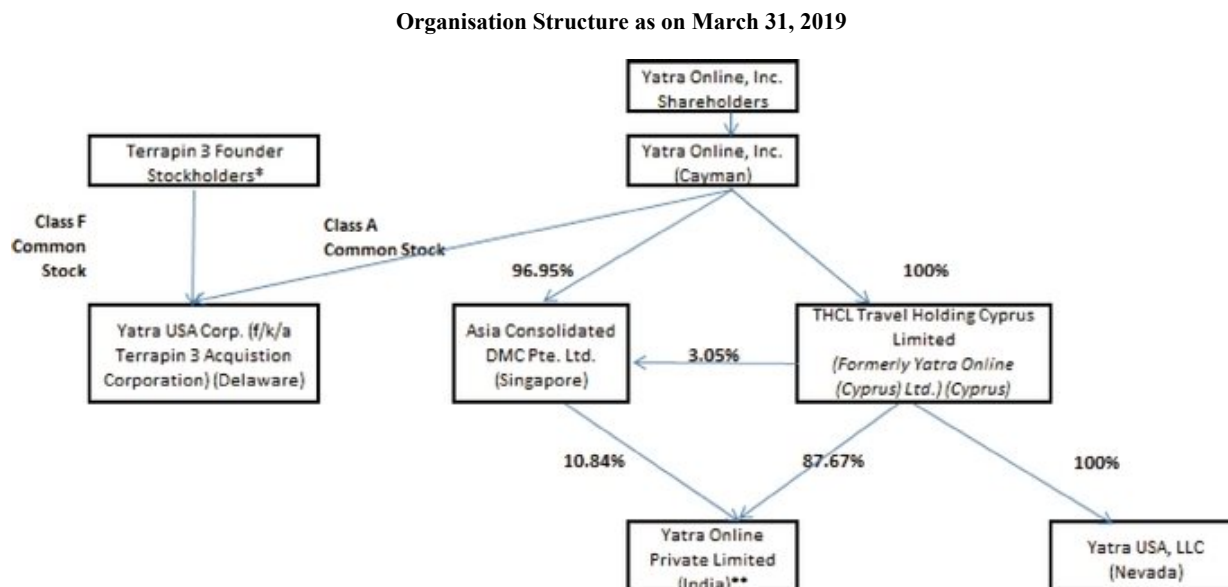 Organisation Structure as on March 31, 2019
Yatra Online, Inc.
Shareholders
Terrapin 3 Founder
Stockholders*
Yatra Online, Inc.
(Cayman)
Class F
Common
Stock
Class A
Common Stock
96.95%
100%
Yatra USA Corp. (f/k/a
Terrapin 3 Acquistion
Corporation) (Delaware)
Asia Consolidated
DMC Pte. Ltd.
(Singapore)
3.05%
THCL Travel Holding Cyprus
Limited
(Formerly Yatra Online
(Cyprus) Ltd.) (Cyprus)
10.84%
87.67%
100%
Yatra Online
Private Limited
(India)**
Yatra USA, LLC
(Nevada)